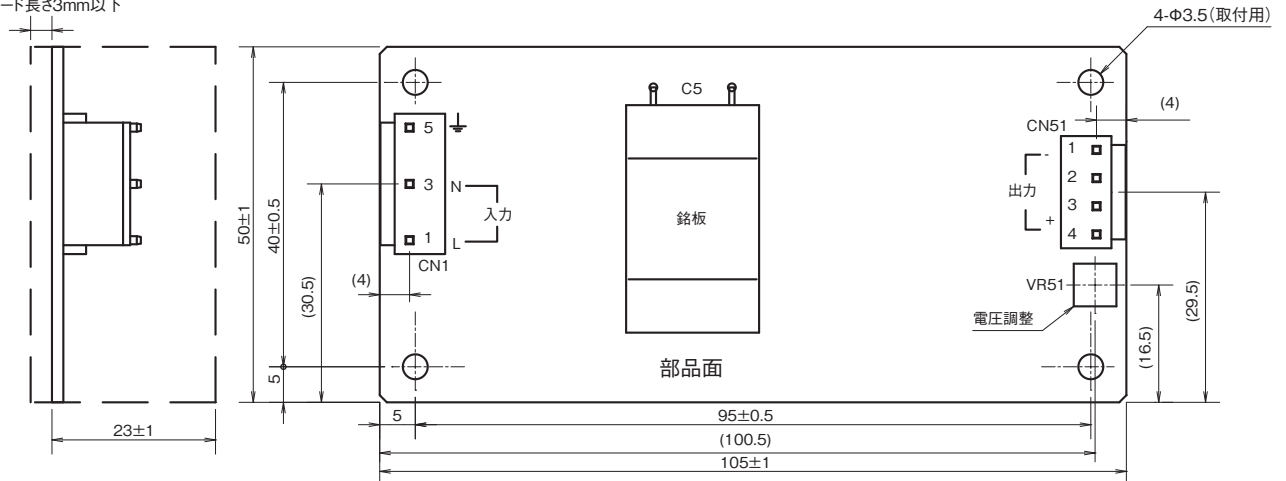 ード長さ3mm以下
4-Φ3.5(取付用)
C5
(4)
CN51
5
1
-
2
出力
3
+
4
3
N
入力
1
L
CN1
銘板
(4)
VR51
電圧調整
部品面
50±1
40±0.5
(30.5)
5
(16.5)
(29.5)
23±1
5
95±0.5
(100.5)
105±1